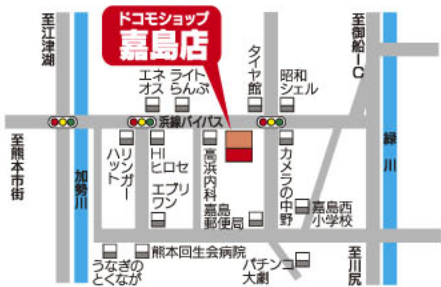 ドコモショップ
嘉島店
至江津湖
至御船IC
エネオス
ライトらんぷ
タイヤ館
昭和シェル
浜線バイパス
至熊本市街
加勢川
リンガーハット
HIヒロセ
エブリワン
高浜内科
嘉島郵便局
カメラの中野
嘉島西小学校
緑川
うなぎのとくなが
熊本回生会病院
パチンコ大劇
至川尻